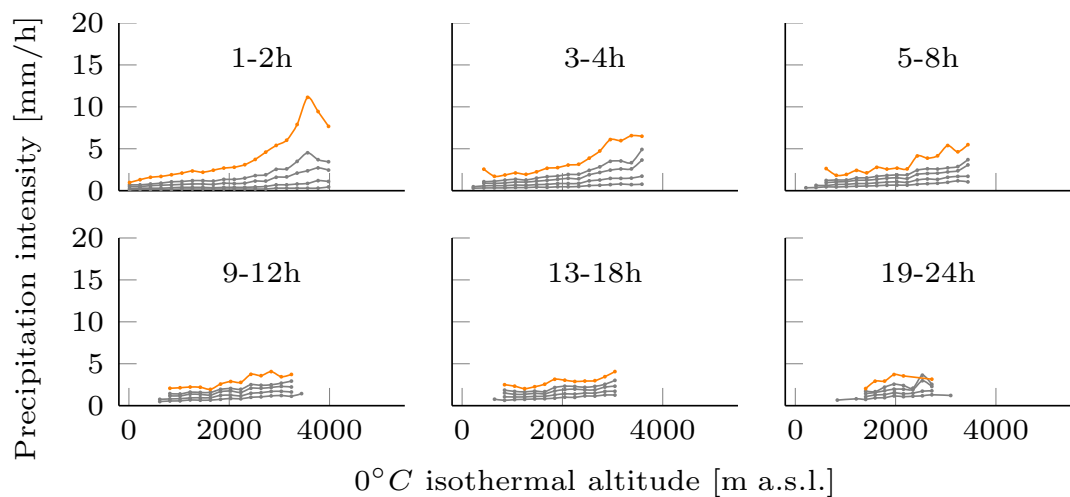 Precipitation intensity [mm/h]
20
15
10
5
0
1-2h
3-4h
5-8h
20
15
10
5
0
9-12h
13-18h
19-24h
0 2000 4000
0 2000 4000
0 2000 4000
0°C isothermal altitude [m a.s.l.]